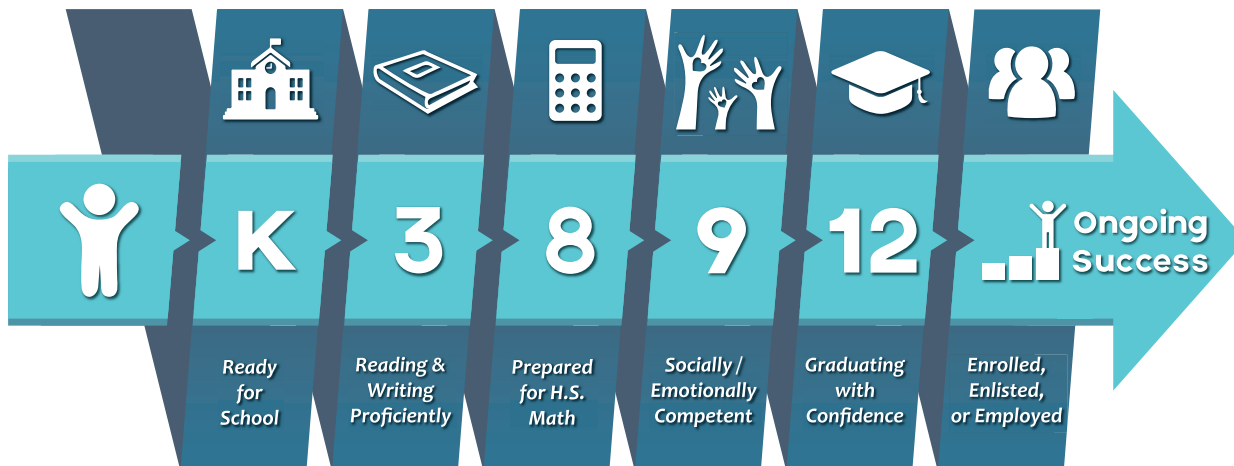 K
3
8
9
12
Ongoing
Success
Ready
for
School
Reading &
Writing
Proficiently
Prepared
for H.S.
Math
Socially /
Emotionally
Competent
Graduating
with
Confidence
Enrolled,
Enlisted,
or Employed